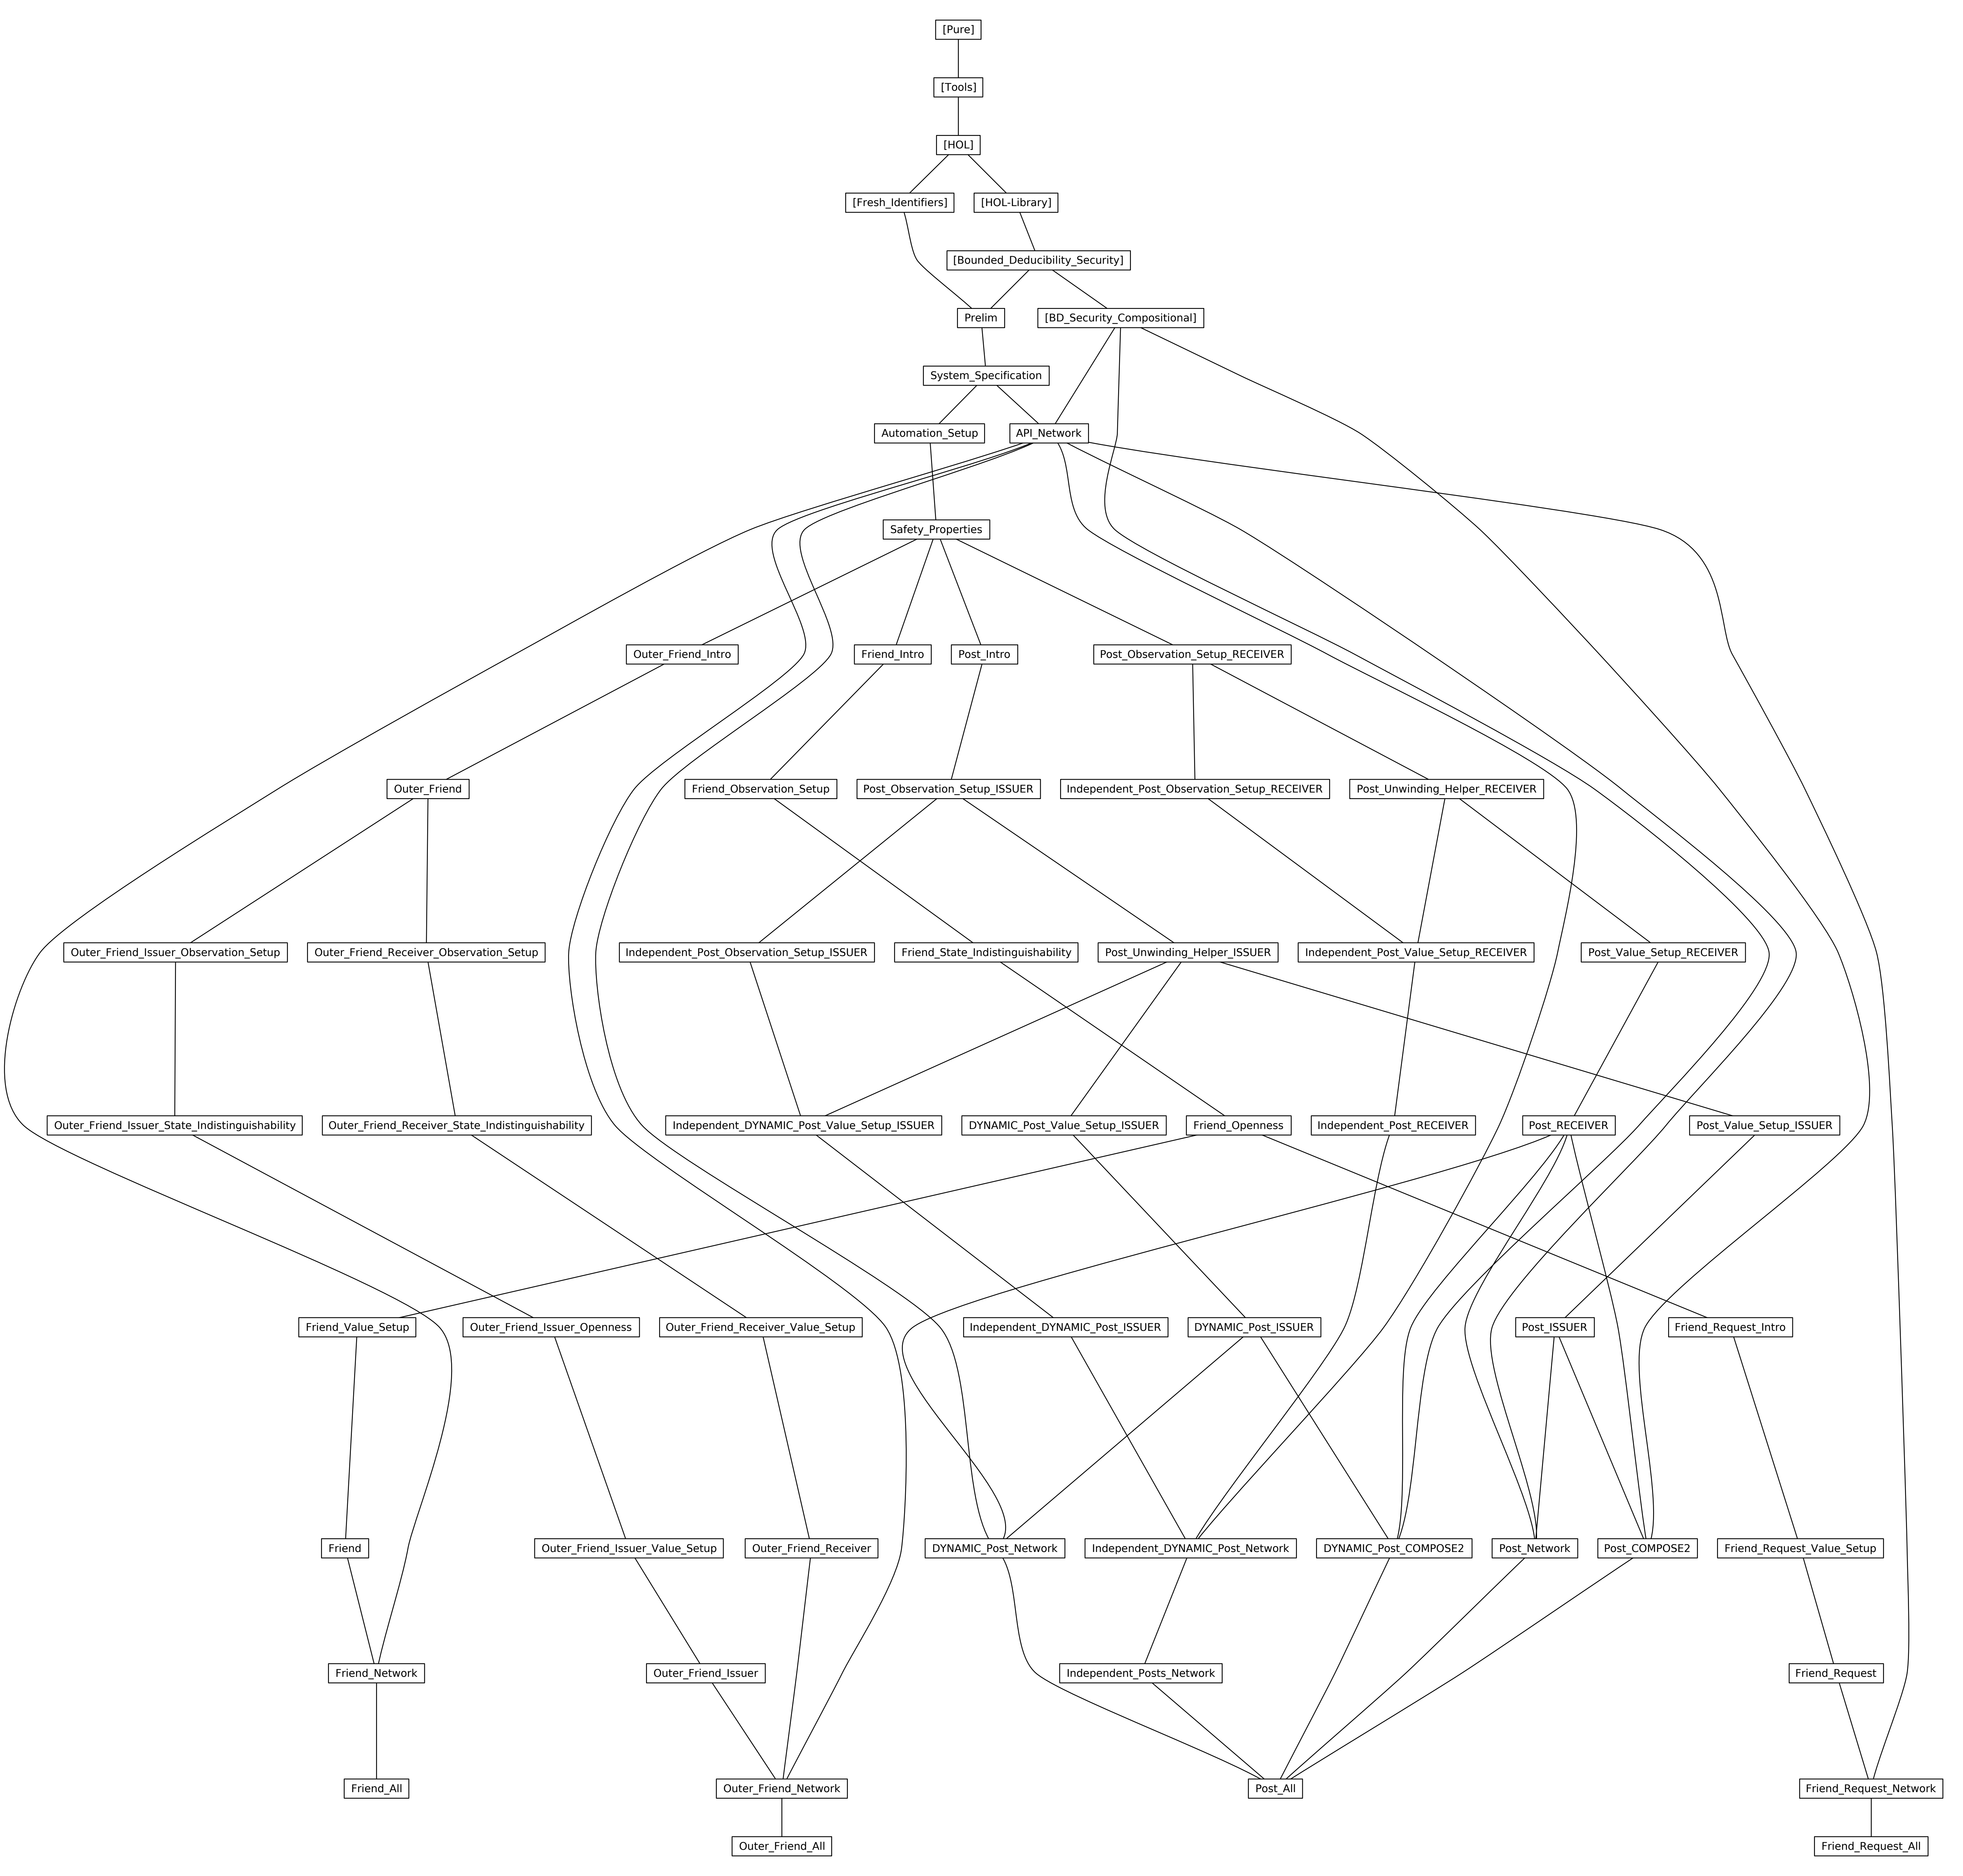 [Pure]
[Tools]
[HOL]
[Fresh_Identifiers]
[HOL-Library]
[Bounded_Deducibility_Security]
Prelim
[BD_Security_Compositional]
System_Specification
Automation_Setup
API_Network
Safety_Properties
Outer_Friend_Intro
Friend_Intro
Post_Intro
Post_Observation_Setup_RECEIVER
Outer_Friend
Friend_Observation_Setup
Post_Observation_Setup_ISSUER
Independent_Post_Observation_Setup_RECEIVER
Post_Unwinding_Helper_RECEIVER
Outer_Friend_Issuer_Observation_Setup
Outer_Friend_Receiver_Observation_Setup
Independent_Post_Observation_Setup_ISSUER
Friend_State_Indistinguishability
Post_Unwinding_Helper_ISSUER
Independent_Post_Value_Setup_RECEIVER
Post_Value_Setup_RECEIVER
Outer_Friend_Issuer_State_Indistinguishability
Outer_Friend_Receiver_State_Indistinguishability
Independent_DYNAMIC_Post_Value_Setup_ISSUER
DYNAMIC_Post_Value_Setup_ISSUER
Friend_Openness
Independent_Post_RECEIVER
Post_RECEIVER
Post_Value_Setup_ISSUER
Friend_Value_Setup
Outer_Friend_Issuer_Openness
Outer_Friend_Receiver_Value_Setup
Independent_DYNAMIC_Post_ISSUER
DYNAMIC_Post_ISSUER
Post_ISSUER
Friend_Request_Intro
Friend
Outer_Friend_Issuer_Value_Setup
Outer_Friend_Receiver
DYNAMIC_Post_Network
Independent_DYNAMIC_Post_Network
DYNAMIC_Post_COMPOSE2
Post_Network
Post_COMPOSE2
Friend_Request_Value_Setup
Friend_Network
Outer_Friend_Issuer
Independent_Posts_Network
Friend_Request
Friend_All
Outer_Friend_Network
Post_All
Friend_Request_Network
Outer_Friend_All
Friend_Request_All